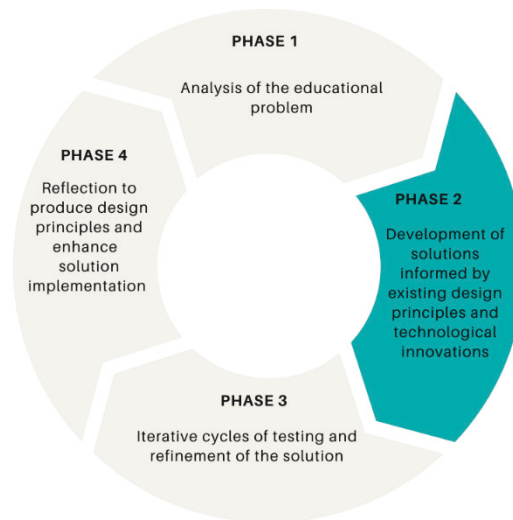 PHASE 1
Analysis of the educational
problem
PHASE 2
Development of
solutions
informed by
existing design
principles and
technological
innovations
PHASE 3
Iterative cycles of testing and
refinement of the solution
PHASE 4
Reflection to
produce design
principles and
enhance
solution
implementation